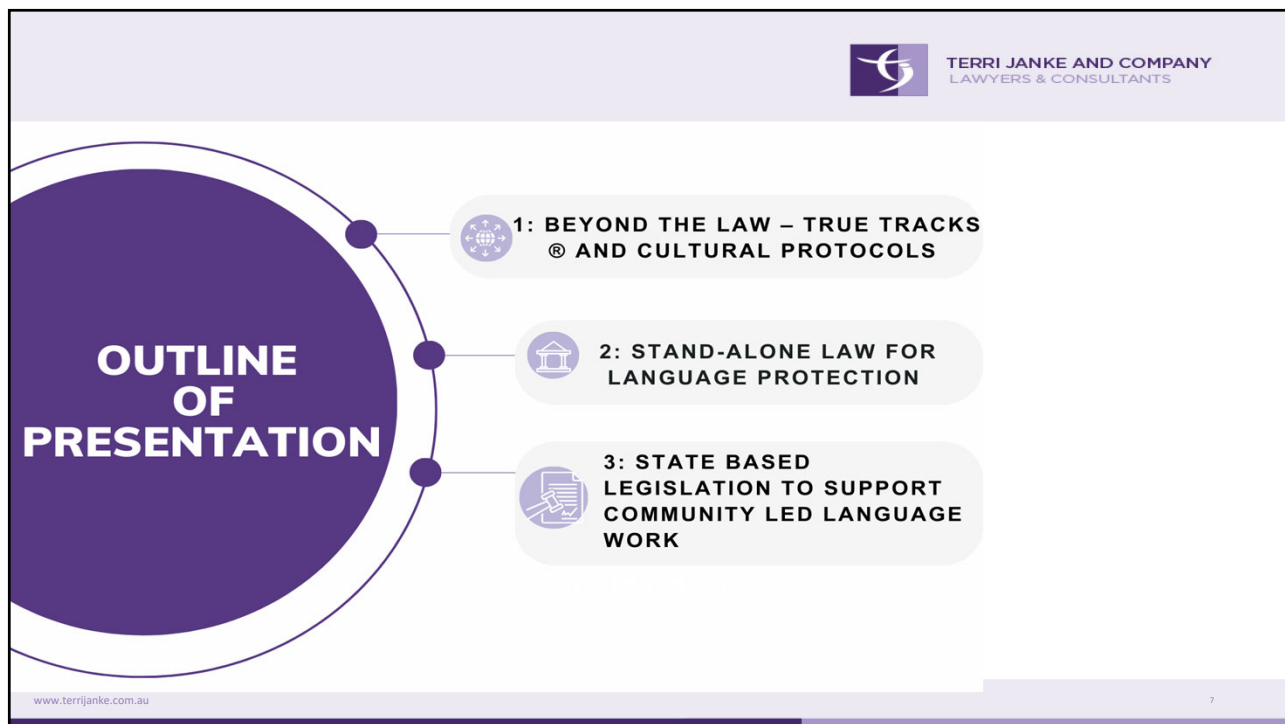 TERRI JANKE AND COMPANY
LAWYERS & CONSULTANTS
OUTLINE
OF
PRESENTATION
1: BEYOND THE LAW – TRUE TRACKS
® AND CULTURAL PROTOCOLS
2: STAND-ALONE LAW FOR
LANGUAGE PROTECTION
3: STATE BASED
LEGISLATION TO SUPPORT
COMMUNITY LED LANGUAGE
WORK
www.terrijanke.com.au
7